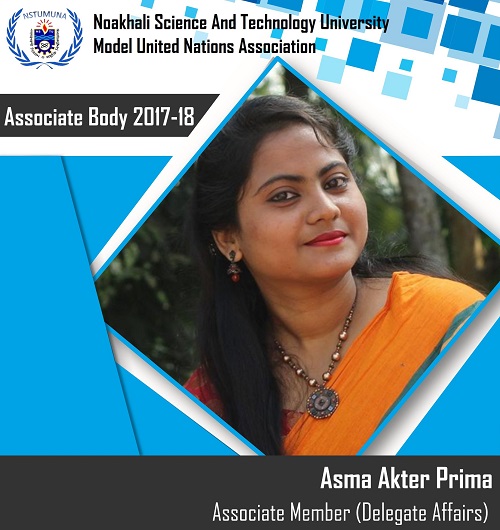 NSTUMUNA
Noakhali Science And Technology University
Model United Nations Association
Associate Body 2017-18
Asma Akter Prima
Associate Member (Delegate Affairs)